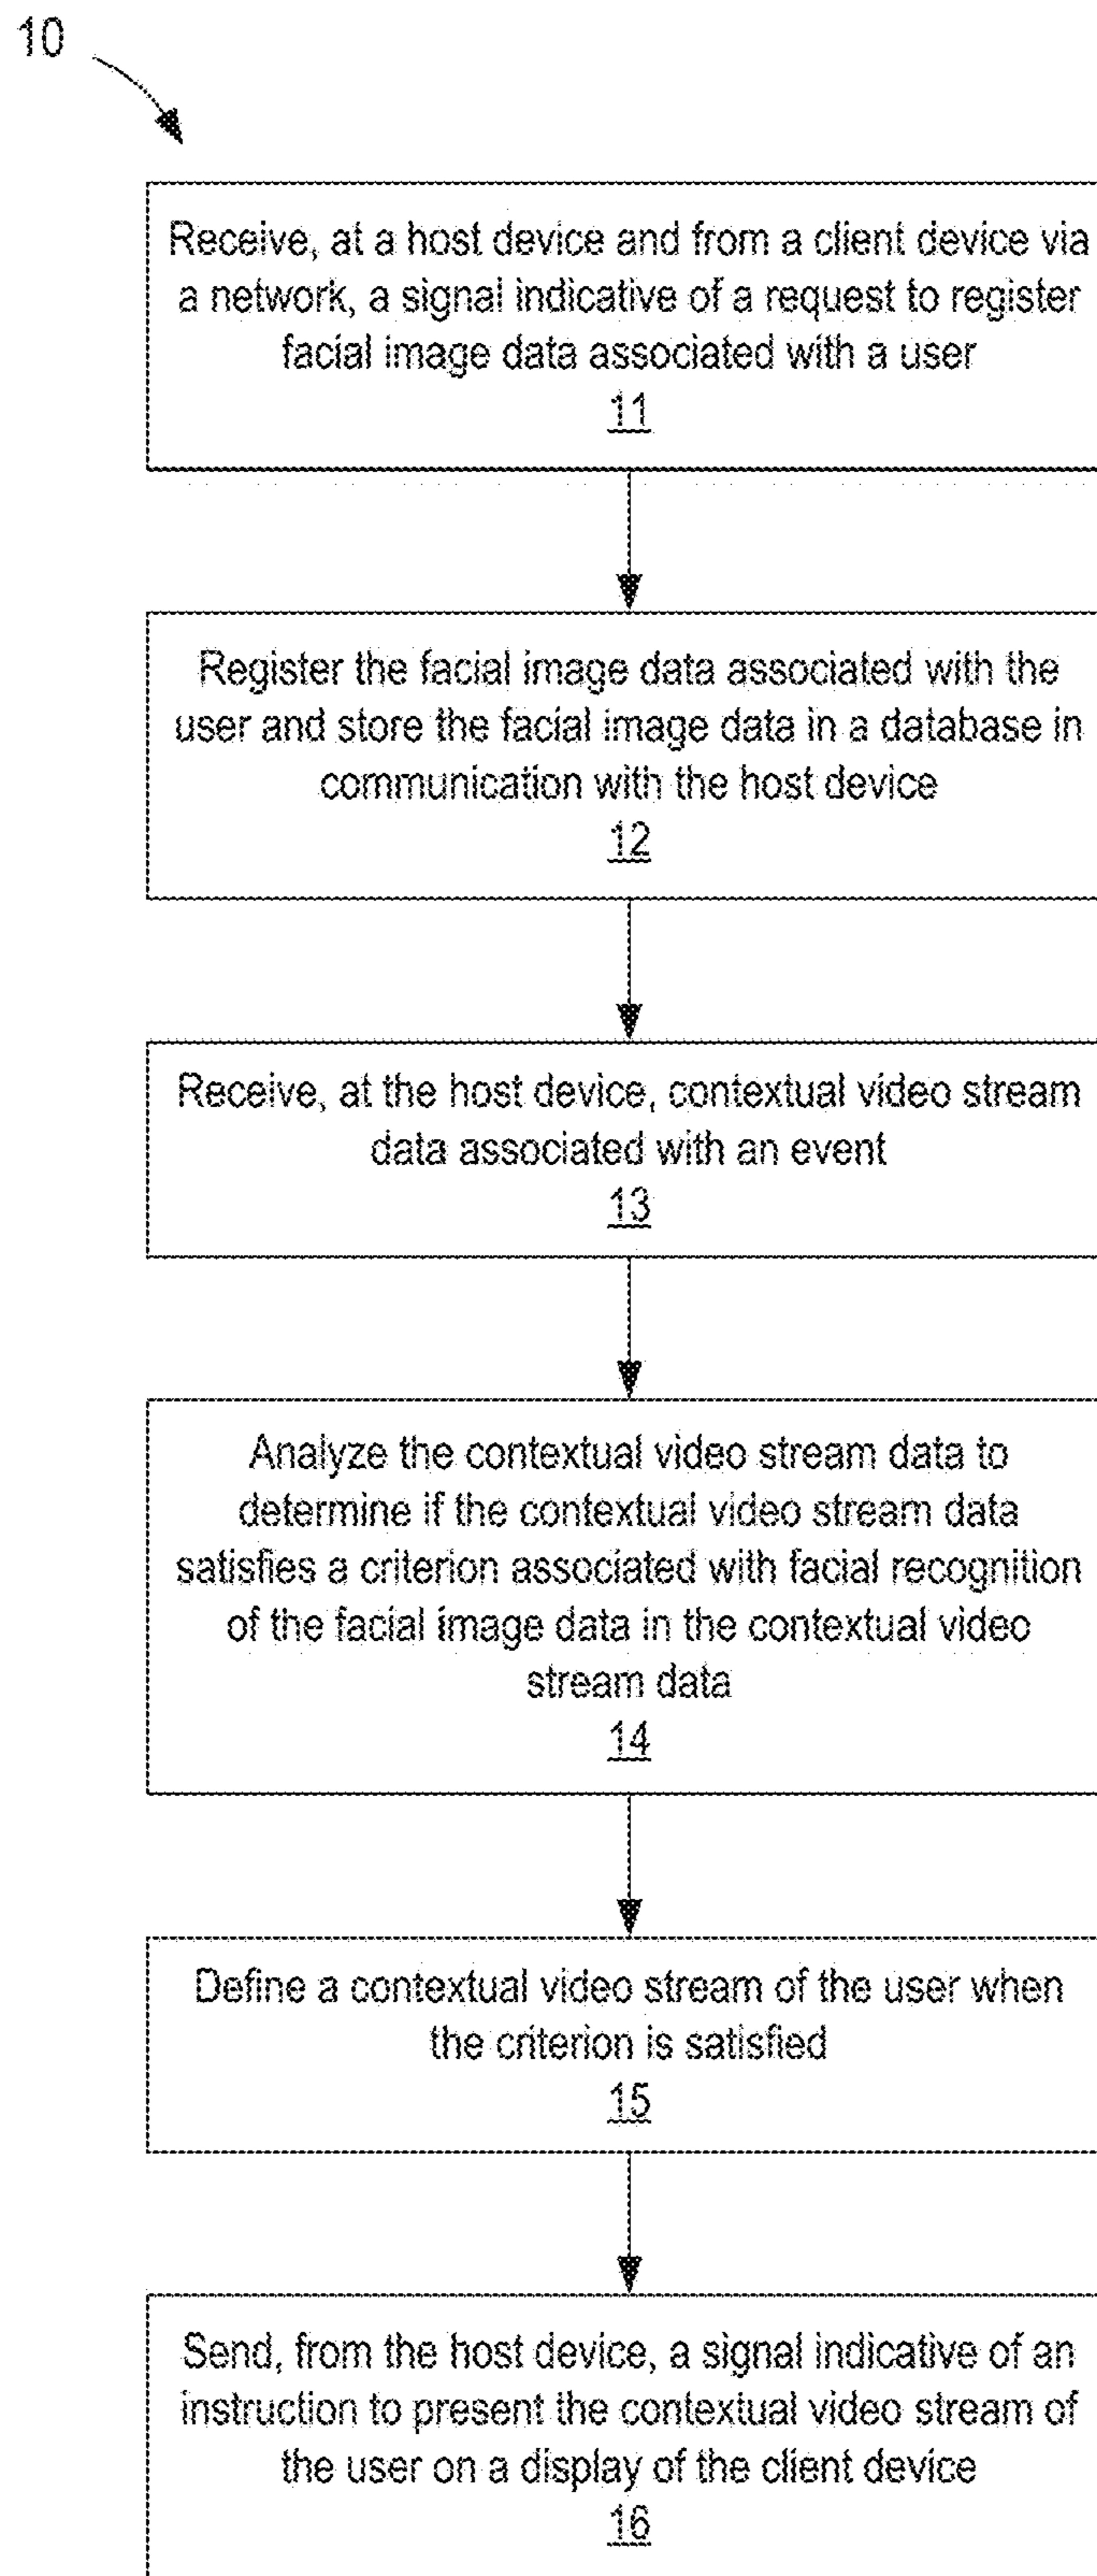 10
Receive, at a host device and from a client device via
a network, a signal indicative of a request to register
facial image data associated with a user
11
Register the facial image data associated with the
user and store the facial image data in a database in
communication with the host device
12
Receive, at the host device, contextual video stream
data associated with an event
13
Analyze the contextual video stream data to
determine if the contextual video stream data
satisfies a criterion associated with facial recognition
of the facial image data in the contextual video
stream data
14
Define a contextual video stream of the user when
the criterion is satisfied
15
Send, from the host device, a signal indicative of an
instruction to present the contextual video stream of
the user on a display of the client device
16